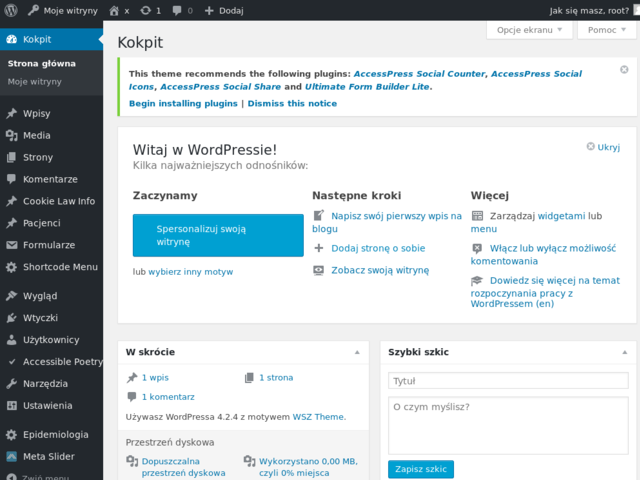 Moje witryny x 1 0 + Dodaj Jak się masz, root?
Kokpit
Strona główna
Moje witryny
Wpisy
Media
Strony
Komentarze
Cookie Law Info
Pacjenci
Formularze
Shortcode Menu
Wygląd
Wtyczki
Użytkownicy
Accessible Poetry
Narzędzia
Ustawienia
Epidemiologia
Meta Slider
Zwiń menu
Opcje ekranu Pomoc
Kokpit
This theme recommends the following plugins: AccessPress Social Counter, AccessPress Social
Icons, AccessPress Social Share and Ultimate Form Builder Lite.
Begin installing plugins | Dismiss this notice
Witaj w WordPressie!
Ukryj
Kilka najważniejszych odnośników:
Zaczynamy
Spersonalizuj swoją
witrynę
lub wybierz inny motyw
Następne kroki
Napisz swój pierwszy wpis na
blogu
Dodaj stronę o sobie
Zobacz swoją witrynę
Więcej
Zarządzaj widgetami lub
menu
Włącz lub wyłącz możliwość
komentowania
Dowiedz się więcej na temat
rozpoczynania pracy z
WordPressem (en)
W skrócie
1 wpis 1 strona
1 komentarz
Używasz WordPressa 4.2.4 z motywem WSZ Theme.
Przestrzeń dyskowa
Dopuszczalna
przestrzeń dyskowa
Wykorzystano 0,00 MB,
czyli 0% miejsca
Szybki szkic
Tytuł
O czym myślisz?
Zapisz szkic